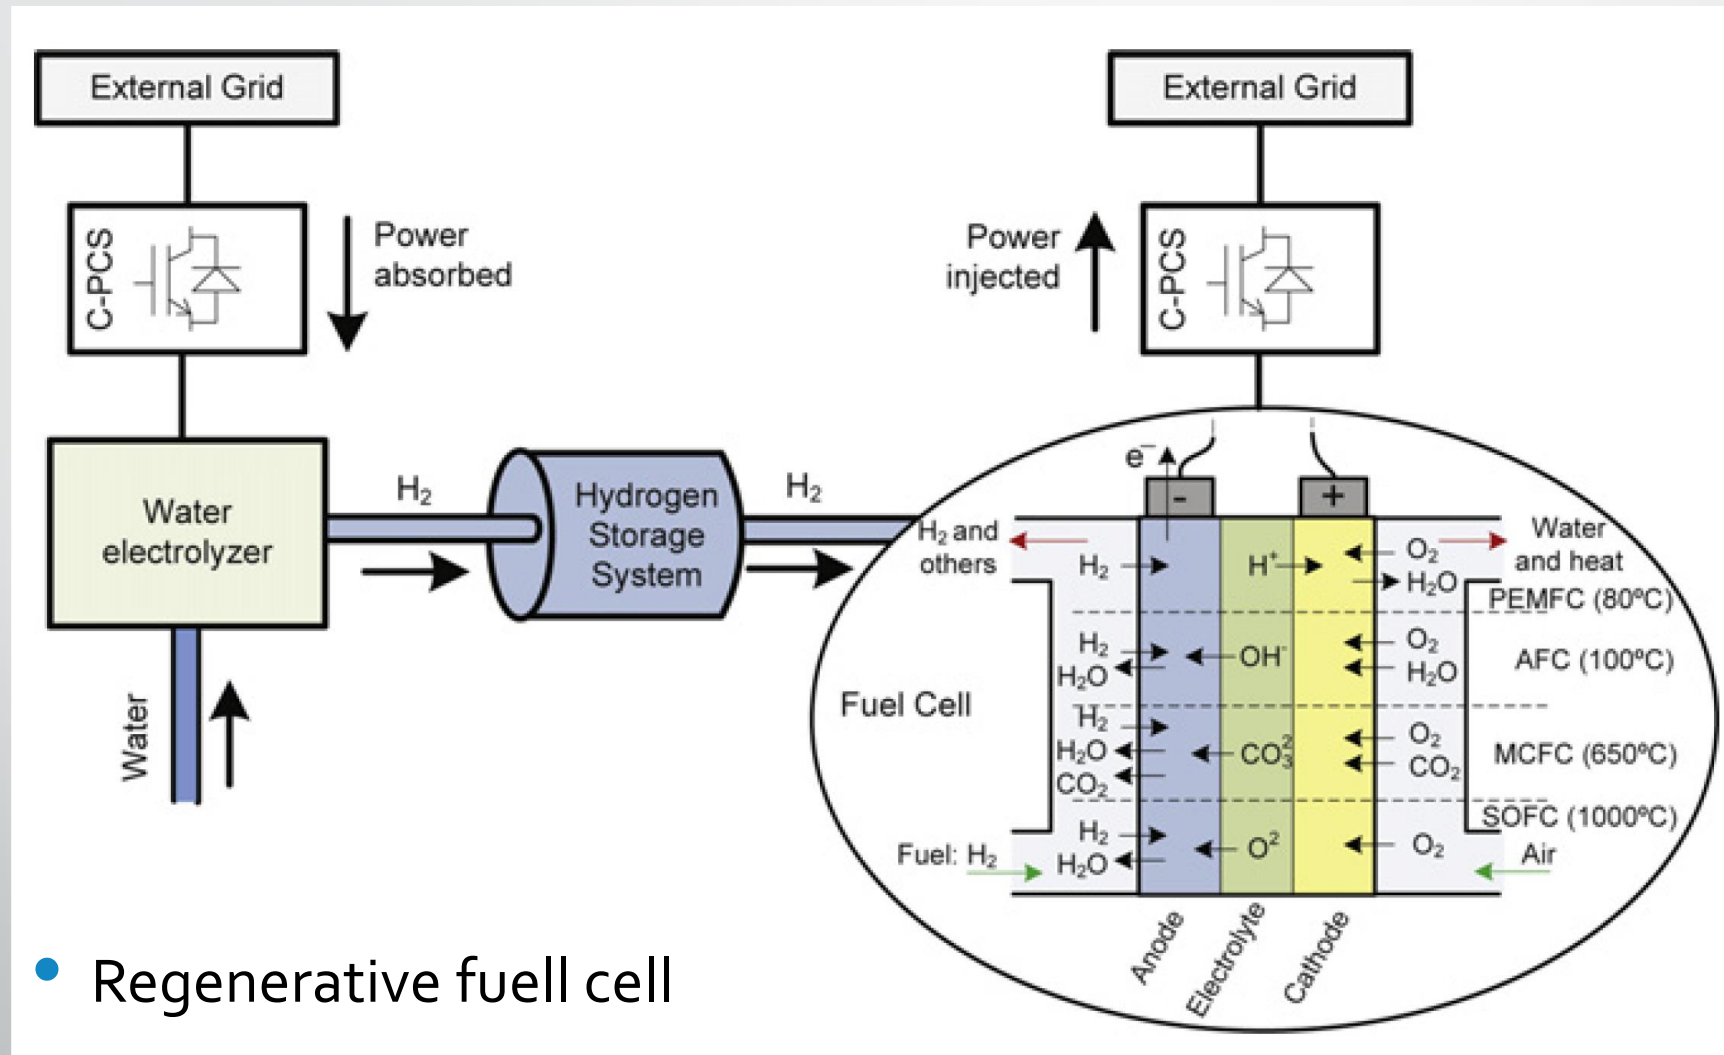 External Grid
C-PCS
Power
absorbed
Water
electrolyzer
Water
H₂
Hydrogen
Storage
System
H₂
External Grid
C-PCS
Power
injected
Fuel Cell
e⁻
-
+
H₂ and
others
Water
and heat
H₂
H⁺
O₂
H₂O
PEMFC (80ºC)
H₂
H₂O
OH⁻
O₂
H₂O
AFC (100ºC)
H₂
H₂O
CO₂
CO₃²
O₂
CO₂
MCFC (650ºC)
SOFC (1000ºC)
H₂
H₂O
O²
O₂
Fuel: H₂
Air
Anode
Electrolyte
Cathode
• Regenerative fuell cell